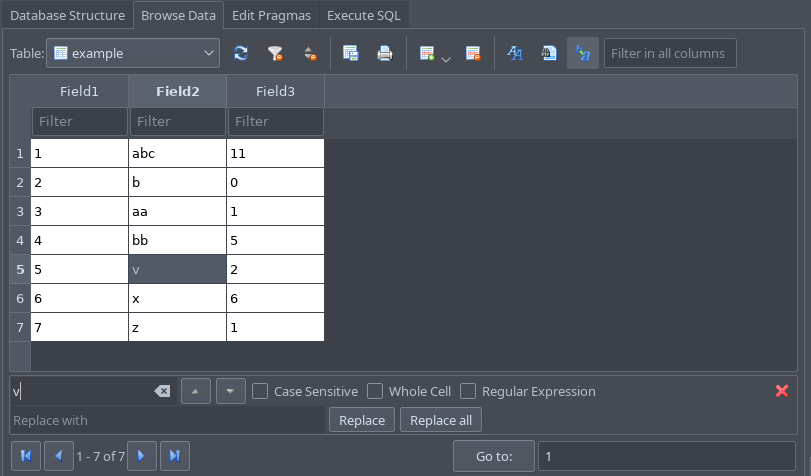 Database Structure Browse Data Edit Pragmas Execute SQL
Table: example Filter in all columns
Field1 Field2 Field3
Filter Filter Filter
1 1 abc 11
2 2 b 0
3 3 aa 1
4 4 bb 5
5 5 v 2
6 6 x 6
7 7 z 1
v Case Sensitive Whole Cell Regular Expression
Replace with Replace Replace all
1 - 7 of 7 Go to: 1